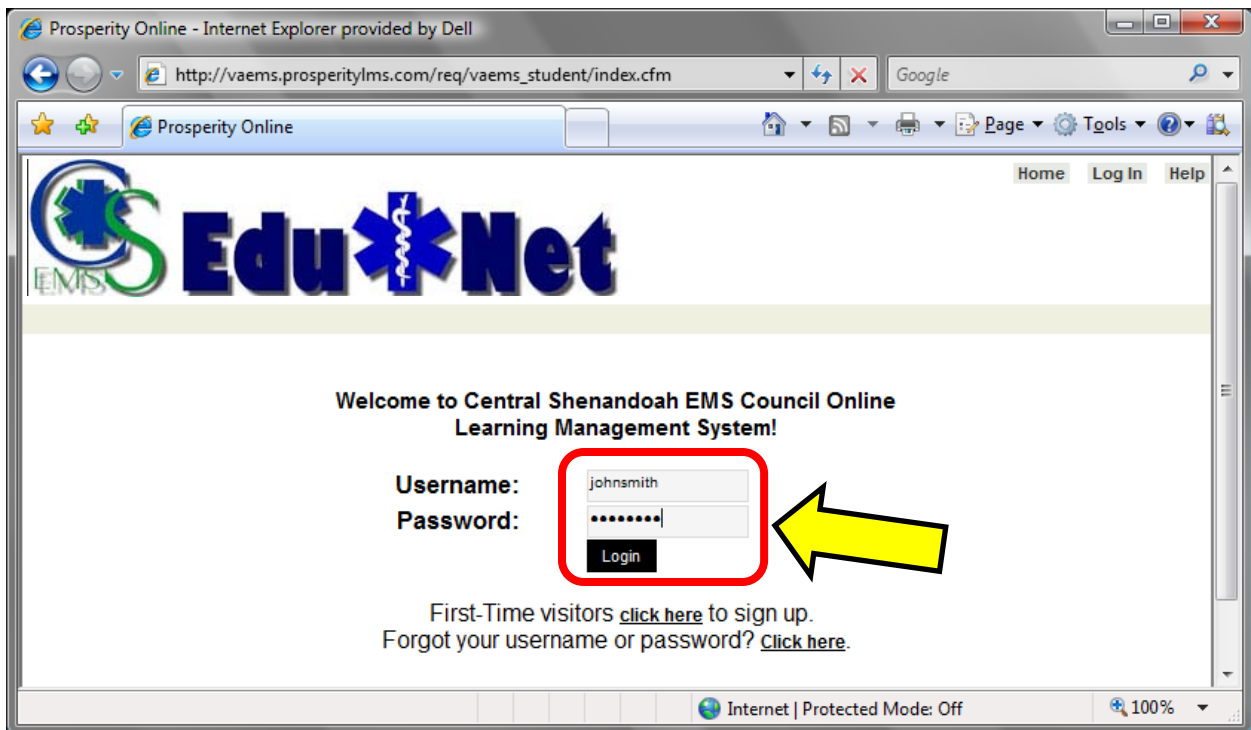 Prosperity Online - Internet Explorer provided by Dell
http://vaems.prosperitylms.com/req/vaems_student/index.cfm
Google
Prosperity Online
Page
Tools
Home Log In Help
CS EMS
Edu Net
Welcome to Central Shenandoah EMS Council Online
Learning Management System!
Username: johnsmith
Password: ••••••••
Login
First-Time visitors click here to sign up.
Forgot your username or password? Click here.
Internet | Protected Mode: Off
100%